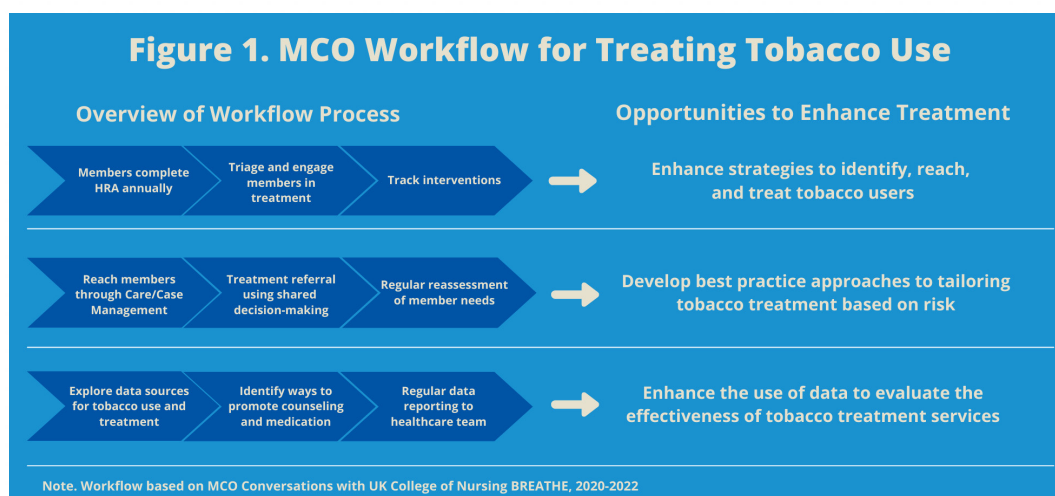 Figure 1. MCO Workflow for Treating Tobacco Use
Overview of Workflow Process
Opportunities to Enhance Treatment
Members complete
HRA annually
Triage and engage
members in
treatment
Track interventions
Enhance strategies to identify, reach,
and treat tobacco users
Reach members
through Care/Case
Management
Treatment referral
using shared
decision-making
Regular reassessment
of member needs
Develop best practice approaches to tailoring
tobacco treatment based on risk
Explore data sources
for tobacco use and
treatment
Identify ways to
promote counseling
and medication
Regular data
reporting to
healthcare team
Enhance the use of data to evaluate the
effectiveness of tobacco treatment services
Note. Workflow based on MCO Conversations with UK College of Nursing BREATHE, 2020-2022